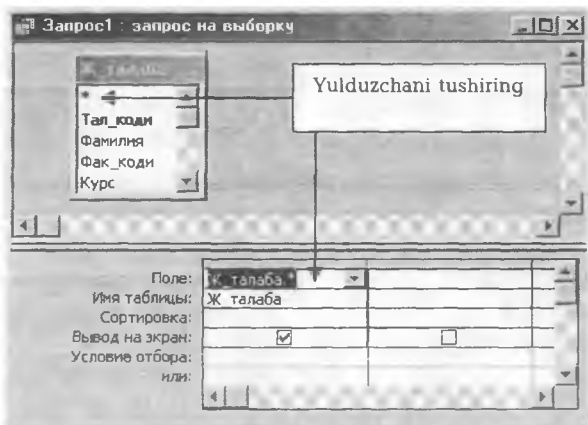 Запрос1 : запрос на выборку
Ж_талаба
Yulduzchani tushiring
*
Тал_коди
Фамилия
Фак_коди
Курс
Поле: Ж_талаба.*
Имя таблицы: Ж_талаба
Сортировка:
Вывод на экран:
Условие отбора:
или: